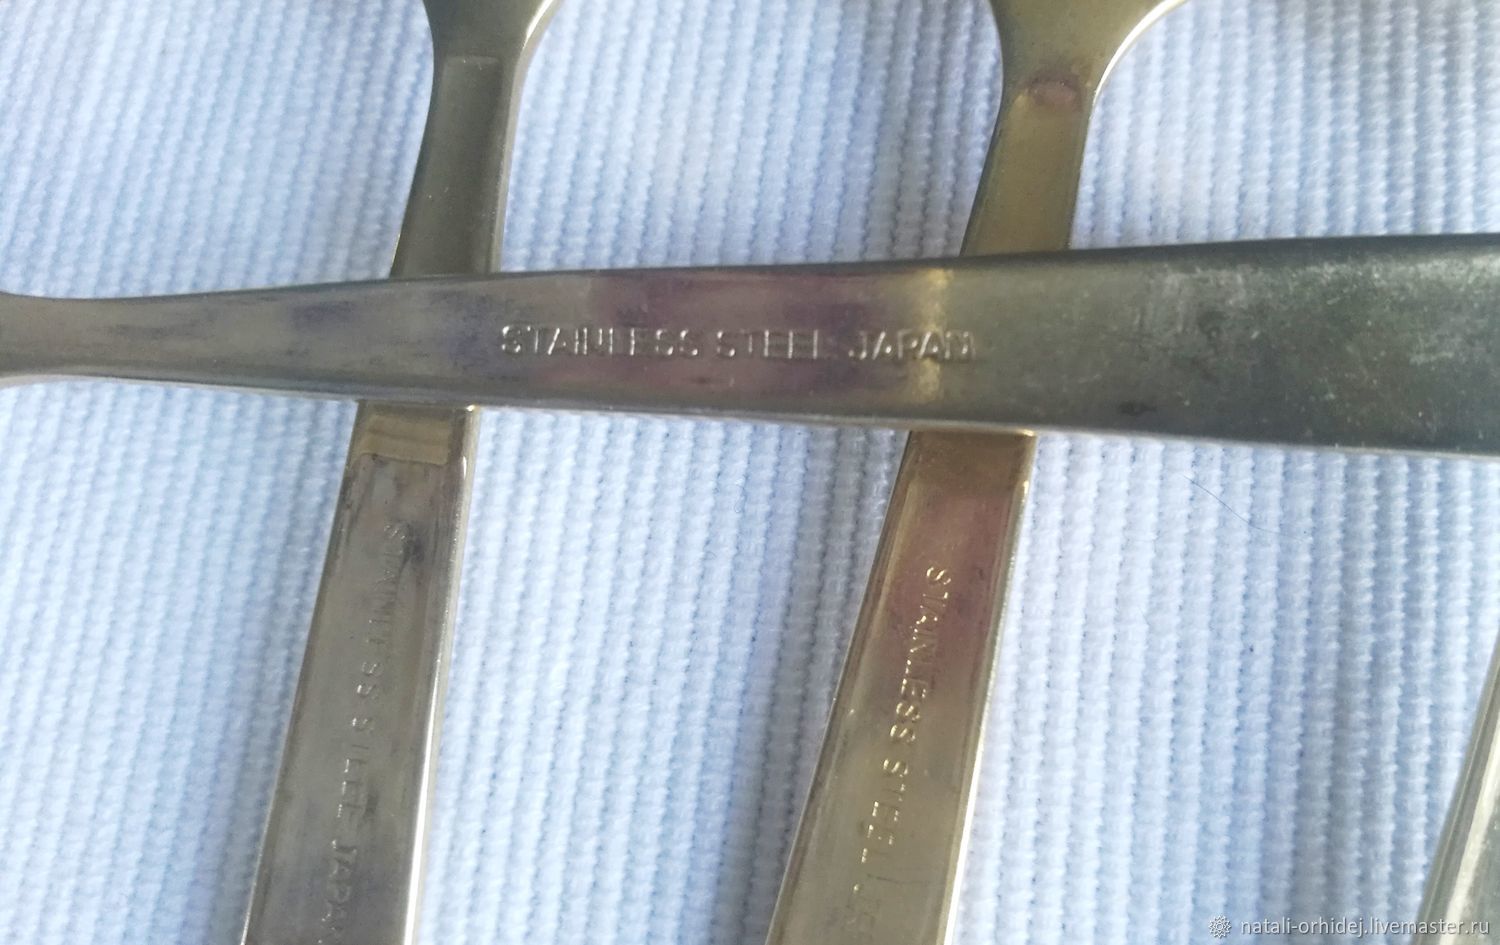 STAINLESS STEEL JAPAN
STAINLESS STEEL JAPAN
STAINLESS STEEL
natali-orhidej.livemaster.ru